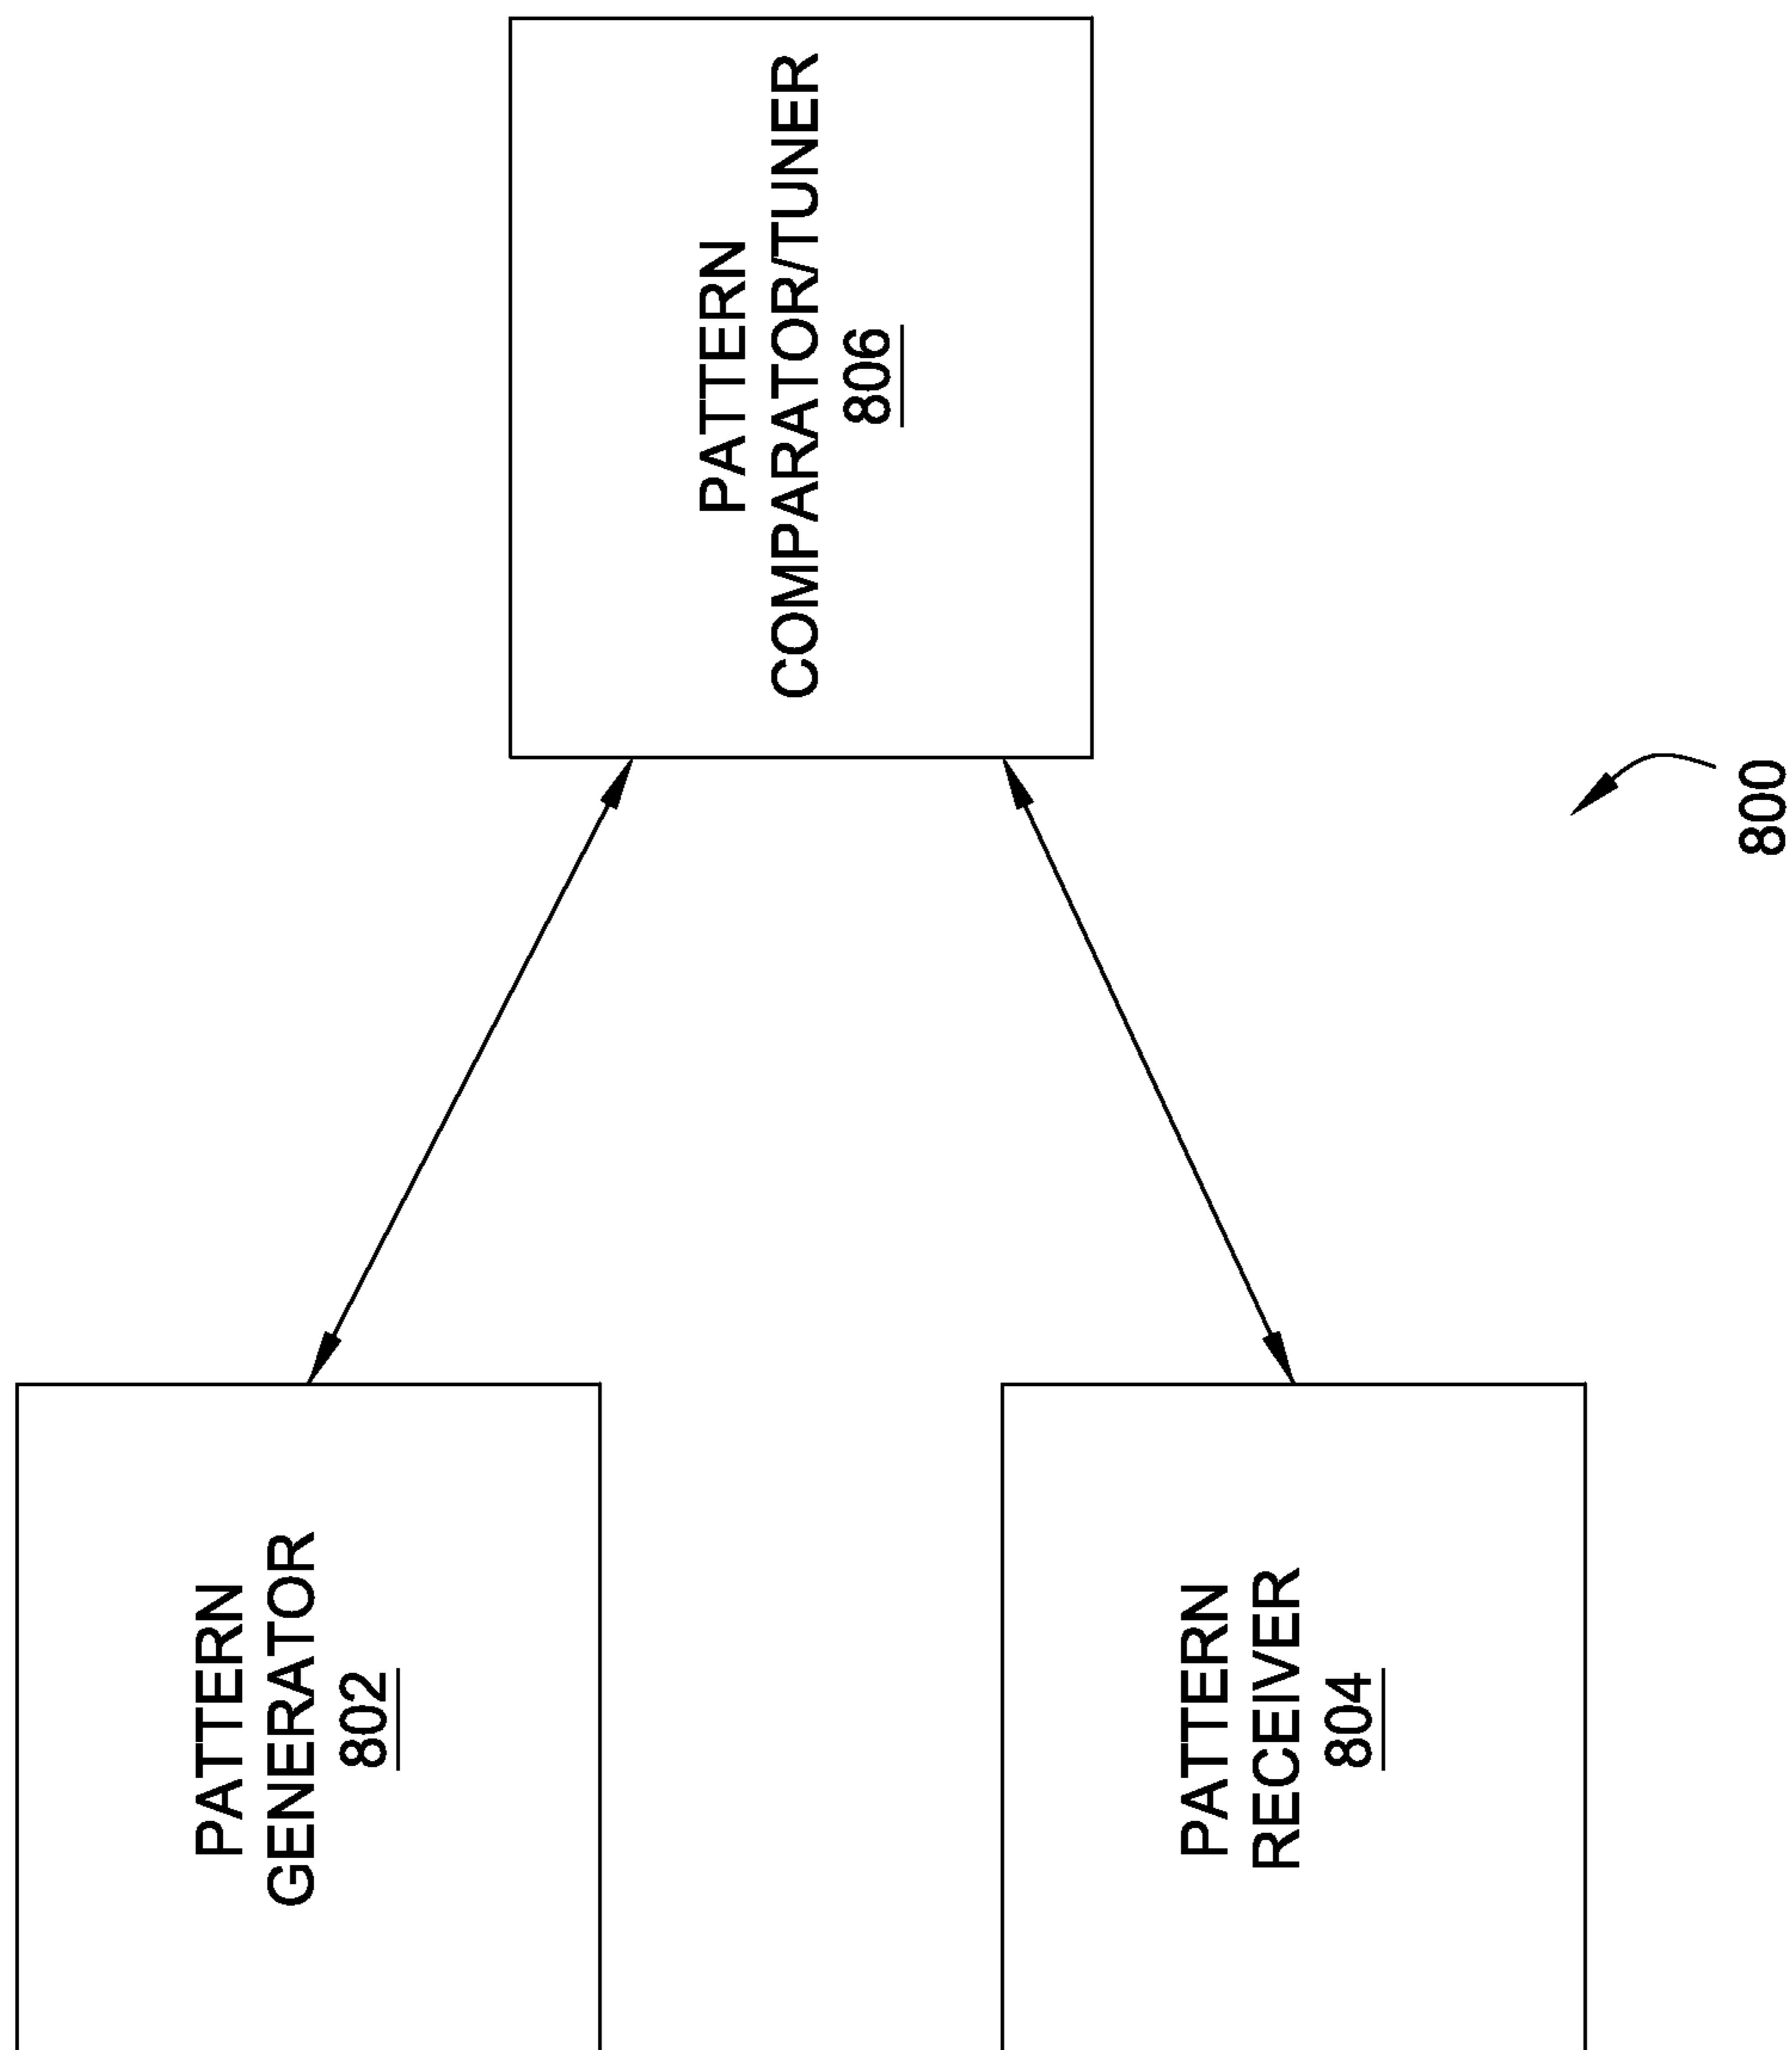 PATTERN
GENERATOR
802
PATTERN
RECEIVER
804
PATTERN
COMPARATOR/TUNER
806
800